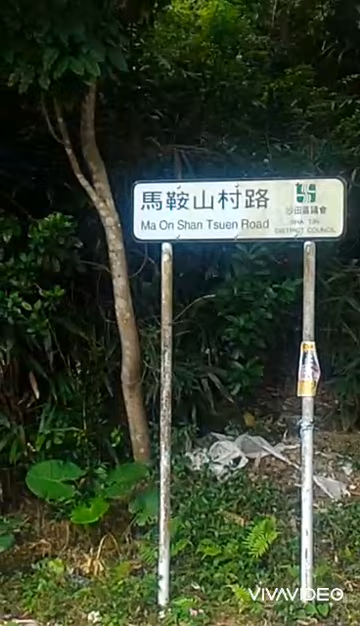 馬鞍山村路
Ma On Shan Tsuen Road
沙田區議會
SHA TIN
DISTRICT COUNCIL
VIVAVIDEO